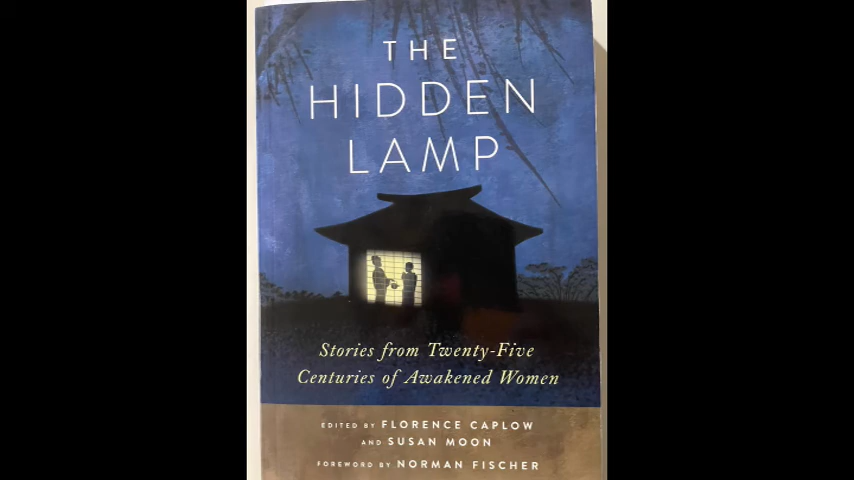 THE
HIDDEN
LAMP
Stories from Twenty-Five
Centuries of Awakened Women
EDITED BY FLORENCE CAPLOW
AND SUSAN MOON
FOREWORD BY NORMAN FISCHER